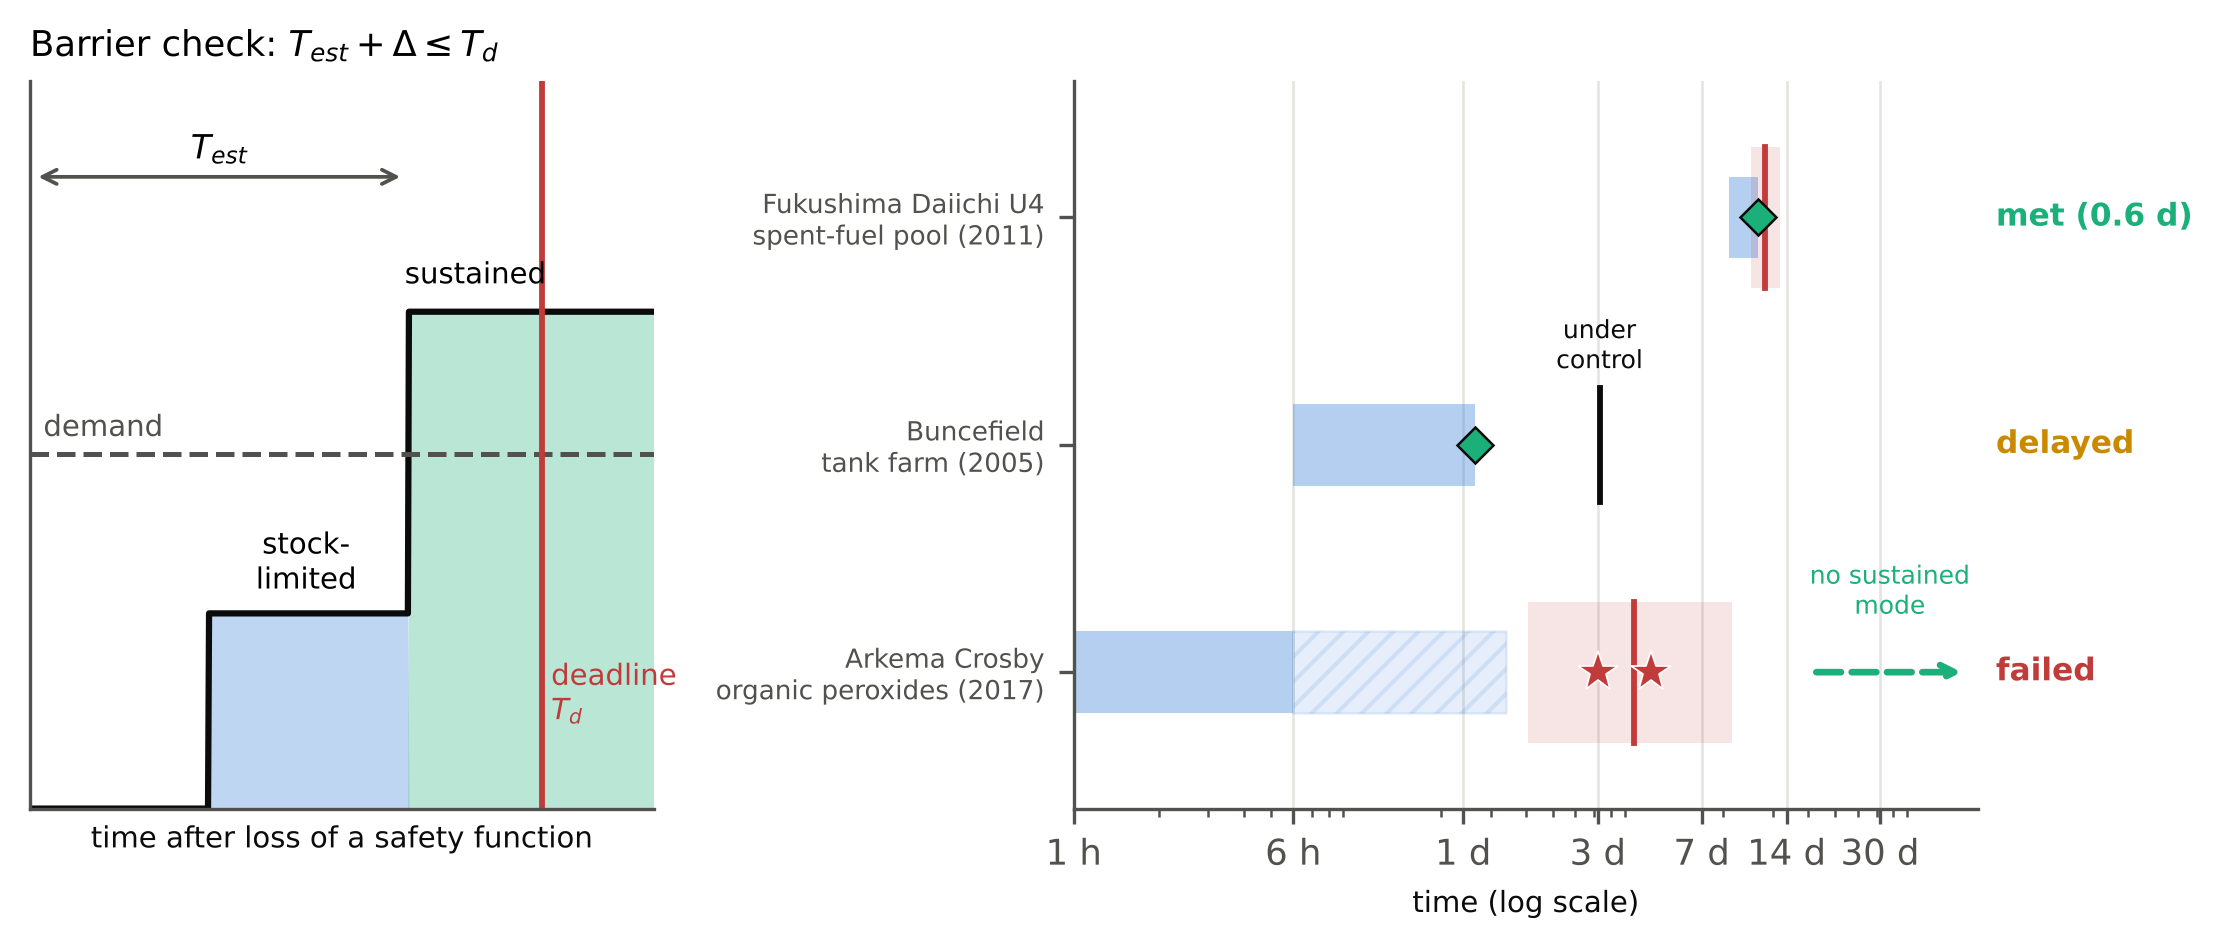 Barrier check: T_est + Δ ≤ T_d
T_est
sustained
demand
stock-
limited
deadline
T_d
time after loss of a safety function
Fukushima Daiichi U4
spent-fuel pool (2011)
met (0.6 d)
under
control
Buncefield
tank farm (2005)
delayed
no sustained
mode
Arkema Crosby
organic peroxides (2017)
failed
1 h 6 h 1 d 3 d 7 d 14 d 30 d
time (log scale)